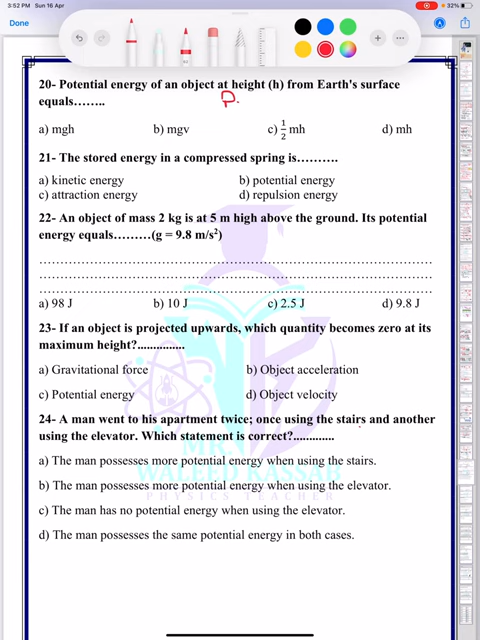 3:52 PM Sun 16 Apr
32%
Done
20- Potential energy of an object at height (h) from Earth's surface
equals……..
P.
a) mgh b) mgv c) ½ mh d) mh
21- The stored energy in a compressed spring is……….
a) kinetic energy b) potential energy
c) attraction energy d) repulsion energy
22- An object of mass 2 kg is at 5 m high above the ground. Its potential
energy equals………(g = 9.8 m/s²)
a) 98 J b) 10 J c) 2.5 J d) 9.8 J
23- If an object is projected upwards, which quantity becomes zero at its
maximum height?...............
a) Gravitational force b) Object acceleration
c) Potential energy d) Object velocity
24- A man went to his apartment twice; once using the stairs and another
using the elevator. Which statement is correct?.............
a) The man possesses more potential energy when using the stairs.
b) The man possesses more potential energy when using the elevator.
c) The man has no potential energy when using the elevator.
d) The man possesses the same potential energy in both cases.
MR.
WALEED KASSAB
PHYSICS TEACHER